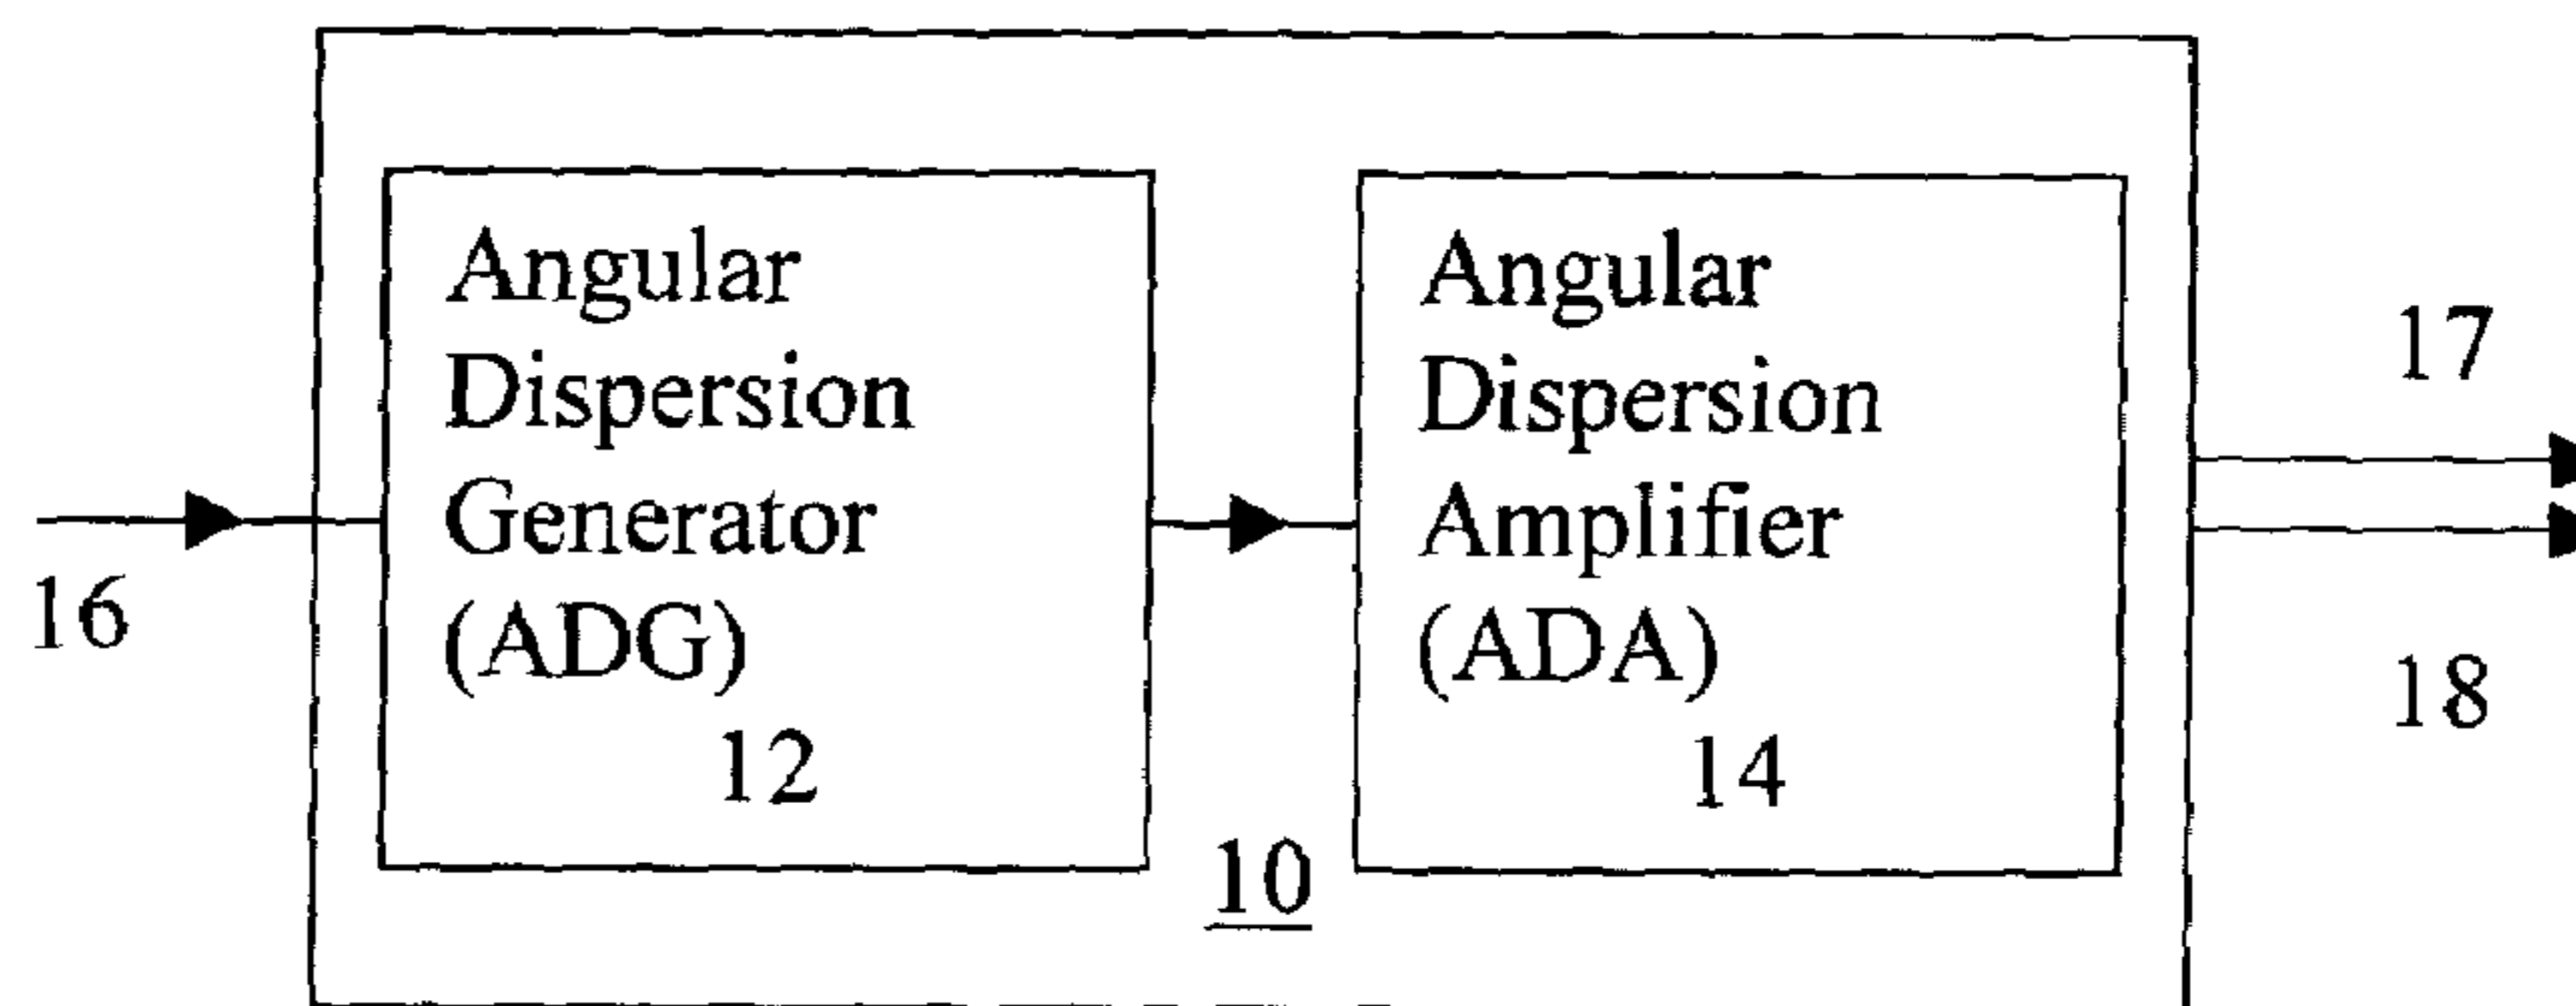 Angular
Dispersion
Generator
(ADG)
12
Angular
Dispersion
Amplifier
(ADA)
14
16
17
18
10